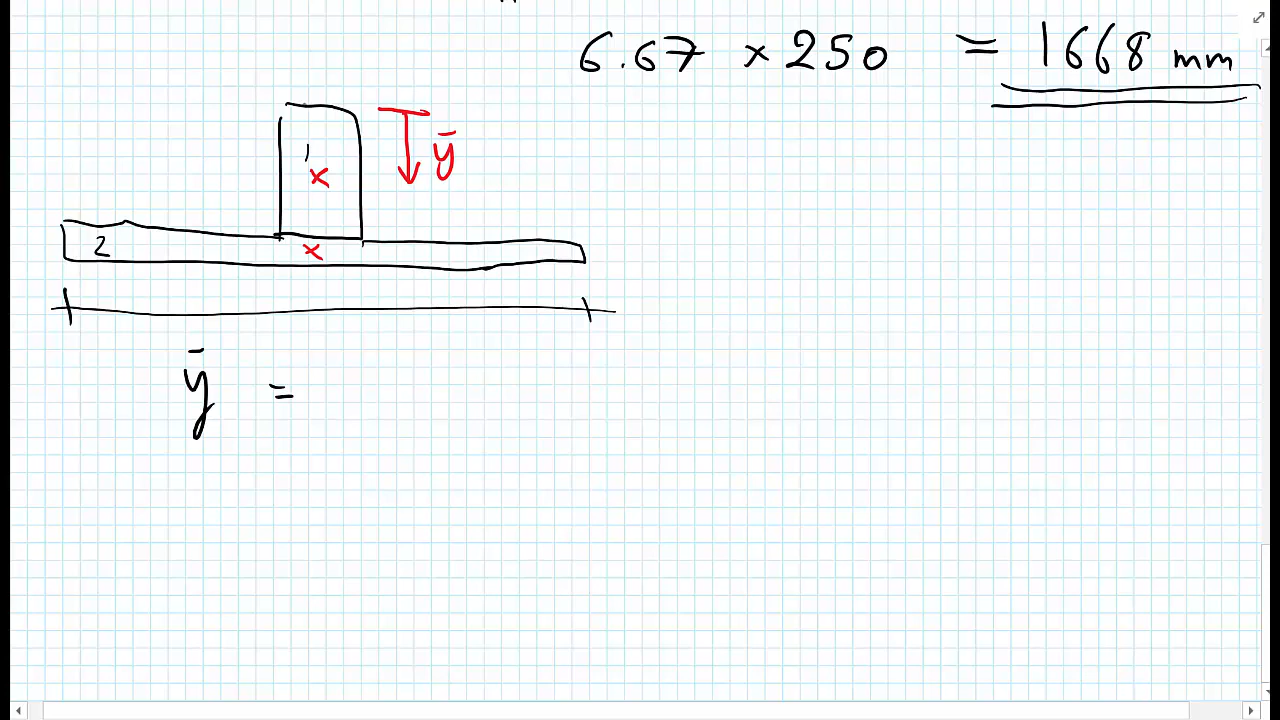 6.67 × 250 = 1668 mm
ȳ
1
x
2
x
ȳ =